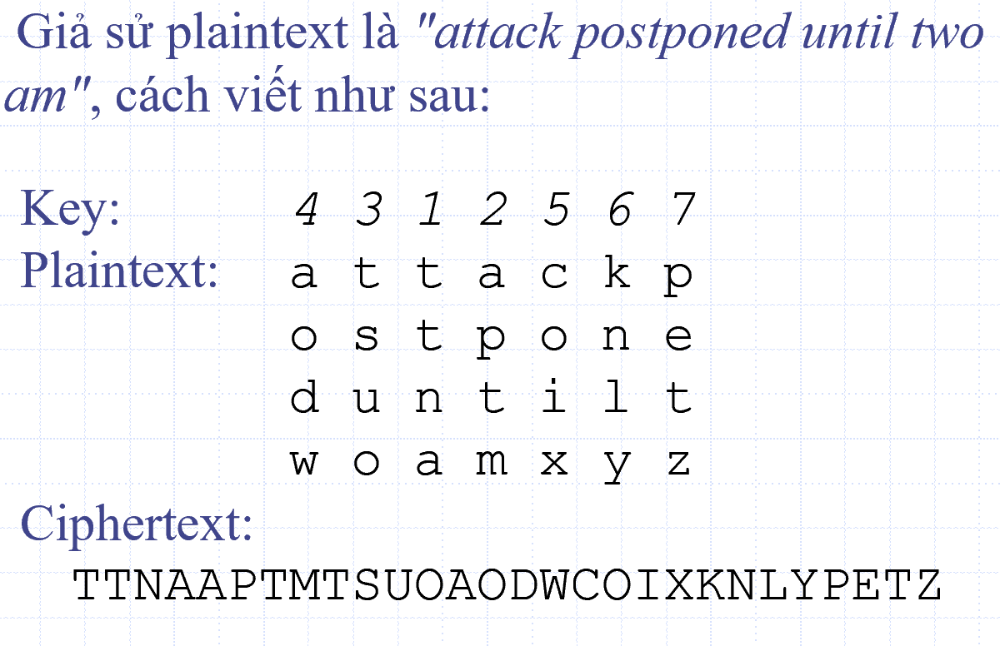 Giả sử plaintext là "attack postponed until two
am", cách viết như sau:
Key: 4 3 1 2 5 6 7
Plaintext: a t t a c k p
o s t p o n e
d u n t i l t
w o a m x y z
Ciphertext:
TTNAAPTMTSUOAODWCOIXKNLYPETZ